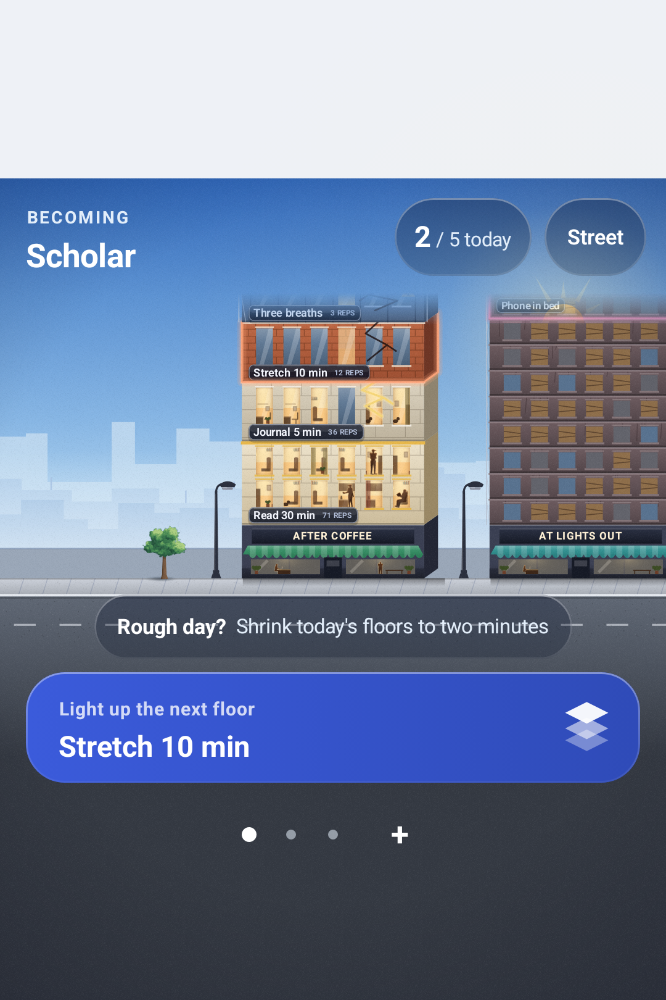 BECOMING
Scholar
2 / 5 today
Street
Three breaths 3 REPS
Phone in bed
Stretch 10 min 12 REPS
Journal 5 min 36 REPS
Read 30 min 71 REPS
AFTER COFFEE
AT LIGHTS OUT
Rough day? Shrink today's floors to two minutes
Light up the next floor
Stretch 10 min
+